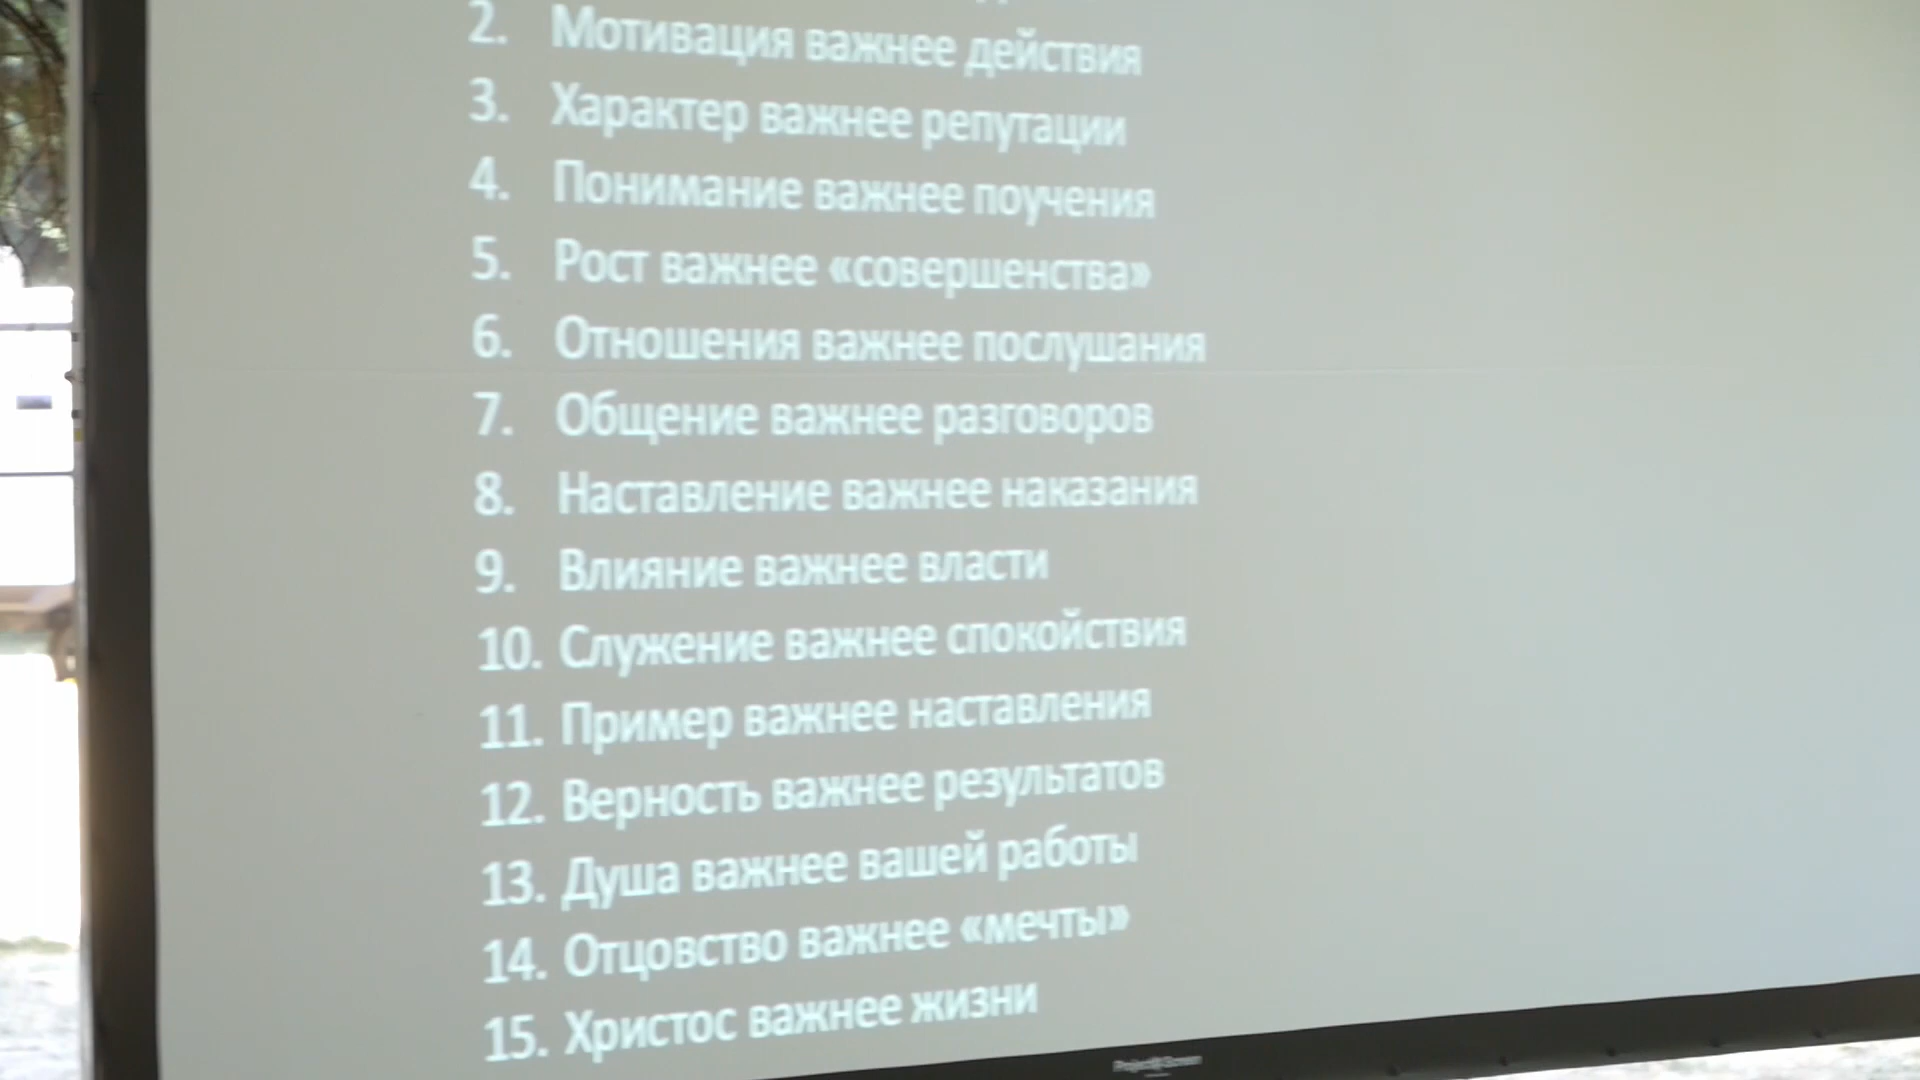 2. Мотивация важнее действия
3. Характер важнее репутации
4. Понимание важнее поучения
5. Рост важнее «совершенства»
6. Отношения важнее послушания
7. Общение важнее разговоров
8. Наставление важнее наказания
9. Влияние важнее власти
10. Служение важнее спокойствия
11. Пример важнее наставления
12. Верность важнее результатов
13. Душа важнее вашей работы
14. Отцовство важнее «мечты»
15. Христос важнее жизни